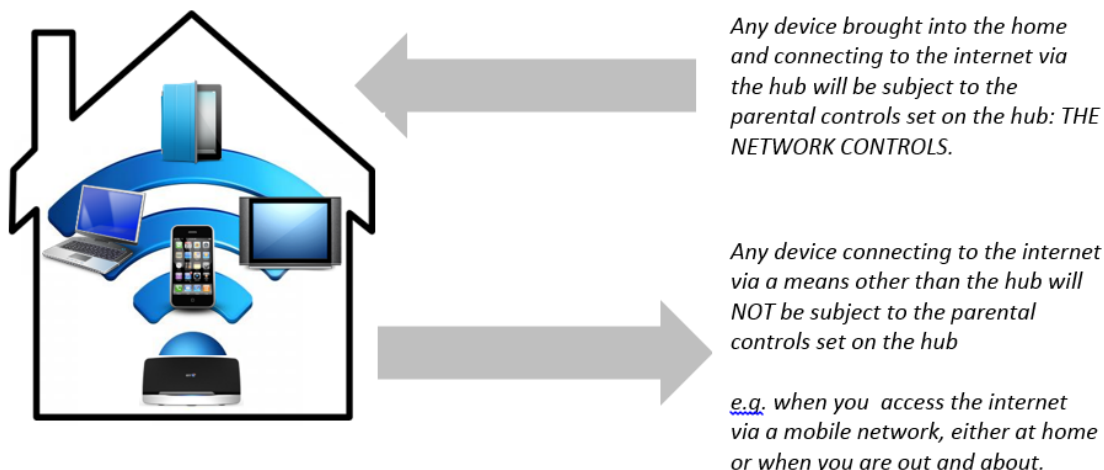 Any device brought into the home
and connecting to the internet via
the hub will be subject to the
parental controls set on the hub: THE
NETWORK CONTROLS.
Any device connecting to the internet
via a means other than the hub will
NOT be subject to the parental
controls set on the hub
e.g. when you  access the internet
via a mobile network, either at home
or when you are out and about.